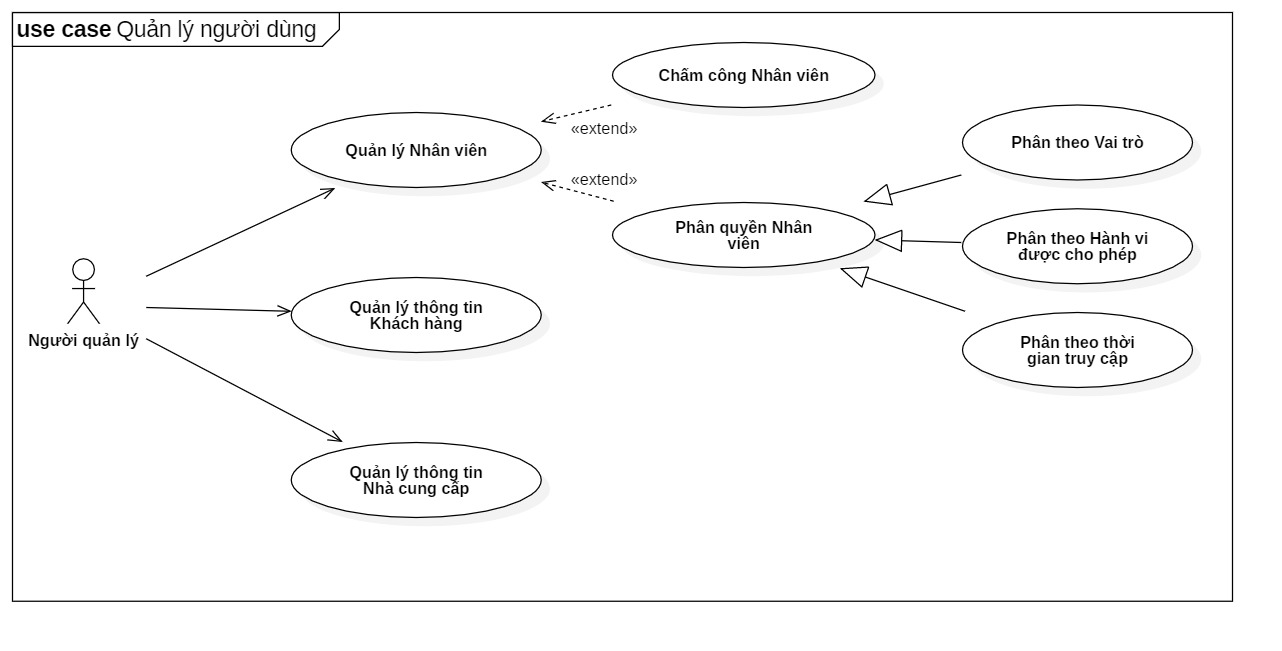 use case Quản lý người dùng
Chấm công Nhân viên
«extend»
Quản lý Nhân viên
«extend»
Phân quyền Nhân
viên
Phân theo Vai trò
Phân theo Hành vi
được cho phép
Phân theo thời
gian truy cập
Người quản lý
Quản lý thông tin
Khách hàng
Quản lý thông tin
Nhà cung cấp